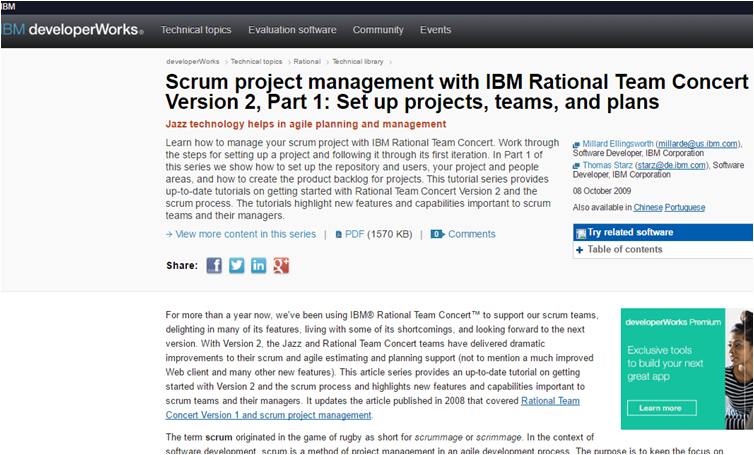 IBM
IBM developerWorks®
Technical topics Evaluation software Community Events
developerWorks > Technical topics > Rational > Technical library >
Scrum project management with IBM Rational Team Concert
Version 2, Part 1: Set up projects, teams, and plans
Jazz technology helps in agile planning and management
Learn how to manage your scrum project with IBM Rational Team Concert. Work through
the steps for setting up a project and following it through its first iteration. In Part 1 of
this series we show how to set up the repository and users, your project and people
areas, and how to create the product backlog for projects. This tutorial series provides
up-to-date tutorials on getting started with Rational Team Concert Version 2 and the
scrum process. The tutorials highlight new features and capabilities important to scrum
teams and their managers.
→ View more content in this series | PDF (1570 KB) | 0 Comments
Share: f in g+
Millard Ellingsworth (millarde@us.ibm.com),
Software Developer, IBM Corporation
Thomas Starz (starz@de.ibm.com), Software
Developer, IBM Corporation
08 October 2009
Also available in Chinese Portuguese
Try related software
+ Table of contents
For more than a year now, we've been using IBM® Rational Team Concert™ to support our scrum teams,
delighting in many of its features, living with some of its shortcomings, and looking forward to the next
version. With Version 2, the Jazz and Rational Team Concert teams have delivered dramatic
improvements to their scrum and agile estimating and planning support (not to mention a much improved
Web client and many other new features). This article series provides an up-to-date tutorial on getting
started with Version 2 and the scrum process and highlights new features and capabilities important to
scrum teams and their managers. It updates the article published in 2008 that covered Rational Team
Concert Version 1 and scrum project management.
developerWorks Premium
Exclusive tools
to build your next
great app
Learn more
The term scrum originated in the game of rugby as short for scrummage or scrimmage. In the context of
software development, scrum is a method of project management in an agile development process. The purpose is to keep the focus on